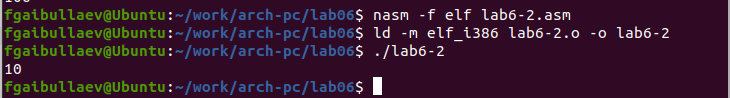 fgaibullaev@Ubuntu:~/work/arch-pc/lab06$ nasm -f elf lab6-2.asm
fgaibullaev@Ubuntu:~/work/arch-pc/lab06$ ld -m elf_i386 lab6-2.o -o lab6-2
fgaibullaev@Ubuntu:~/work/arch-pc/lab06$ ./lab6-2
10
fgaibullaev@Ubuntu:~/work/arch-pc/lab06$